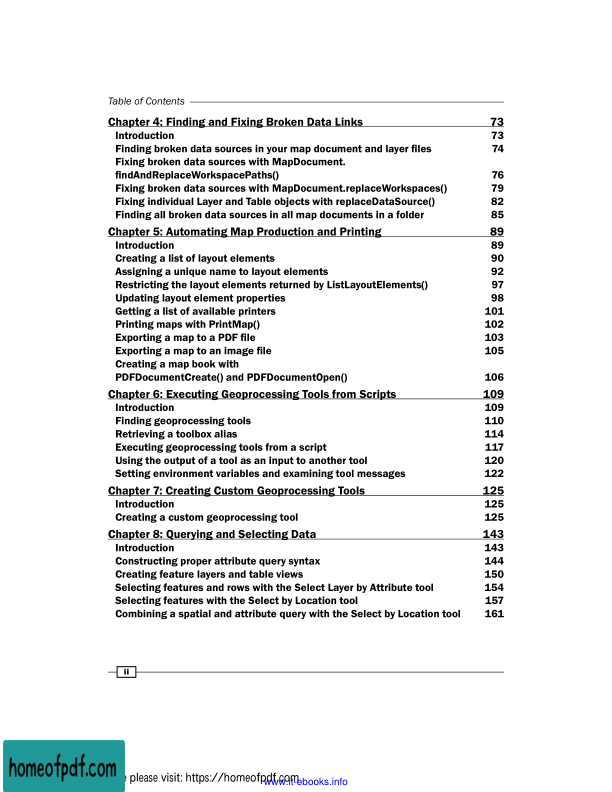 Table of Contents
Chapter 4: Finding and Fixing Broken Data Links 73
Introduction 73
Finding broken data sources in your map document and layer files 74
Fixing broken data sources with MapDocument.
findAndReplaceWorkspacePaths() 76
Fixing broken data sources with MapDocument.replaceWorkspaces() 79
Fixing individual Layer and Table objects with replaceDataSource() 82
Finding all broken data sources in all map documents in a folder 85
Chapter 5: Automating Map Production and Printing 89
Introduction 89
Creating a list of layout elements 90
Assigning a unique name to layout elements 92
Restricting the layout elements returned by ListLayoutElements() 97
Updating layout element properties 98
Getting a list of available printers 101
Printing maps with PrintMap() 102
Exporting a map to a PDF file 103
Exporting a map to an image file 105
Creating a map book with
PDFDocumentCreate() and PDFDocumentOpen() 106
Chapter 6: Executing Geoprocessing Tools from Scripts 109
Introduction 109
Finding geoprocessing tools 110
Retrieving a toolbox alias 114
Executing geoprocessing tools from a script 117
Using the output of a tool as an input to another tool 120
Setting environment variables and examining tool messages 122
Chapter 7: Creating Custom Geoprocessing Tools 125
Introduction 125
Creating a custom geoprocessing tool 125
Chapter 8: Querying and Selecting Data 143
Introduction 143
Constructing proper attribute query syntax 144
Creating feature layers and table views 150
Selecting features and rows with the Select Layer by Attribute tool 154
Selecting features with the Select by Location tool 157
Combining a spatial and attribute query with the Select by Location tool 161
ii
homeofpdf.com
please visit: https://homeofpdf.com
www.it-ebooks.info